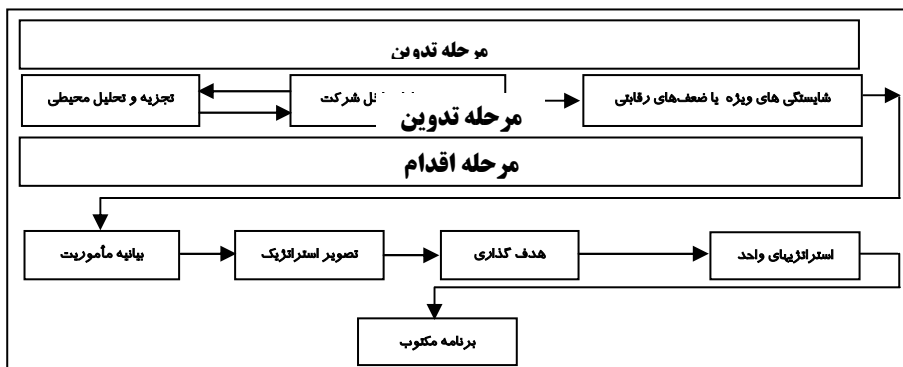 مرحله تدوین
تجزیه و تحلیل محیطی
شرکت
شایستگی های ویژه یا ضعف‌های رقابتی
مرحله تدوین
مرحله اقدام
بیانیه مأموریت
تصویر استراتژیک
هدف گذاری
استراتژیهای واحد
برنامه مکتوب